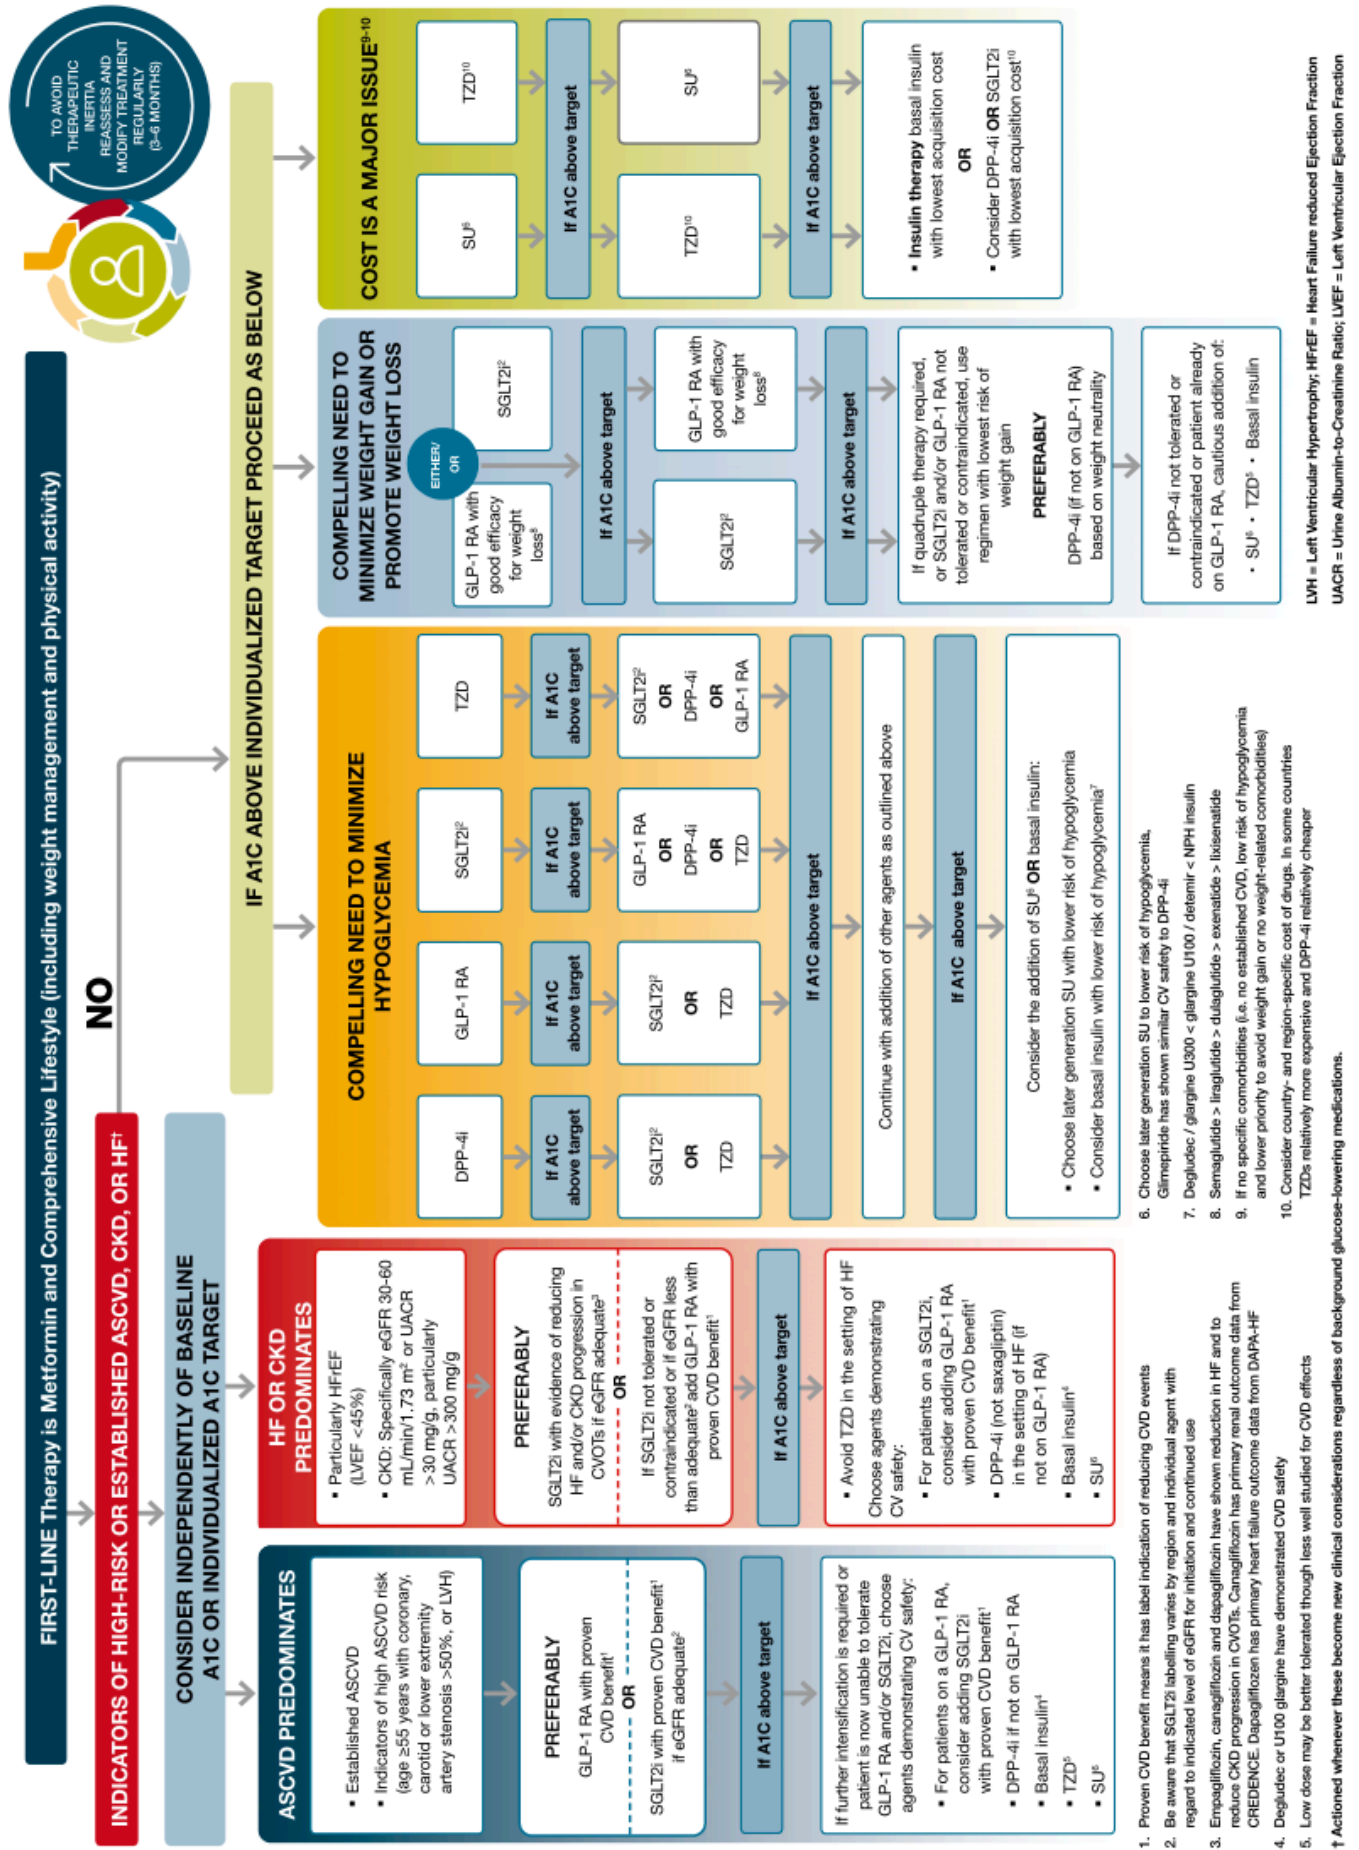 FIRST-LINE Therapy is Metformin and Comprehensive Lifestyle (including weight management and physical activity)
TO AVOID
THERAPEUTIC
INERTIA
REASSESS AND
MODIFY TREATMENT
REGULARLY
(3–6 MONTHS)
INDICATORS OF HIGH-RISK OR ESTABLISHED ASCVD, CKD, OR HF†
NO
CONSIDER INDEPENDENTLY OF BASELINE
A1C OR INDIVIDUALIZED A1C TARGET
IF A1C ABOVE INDIVIDUALIZED TARGET PROCEED AS BELOW
ASCVD PREDOMINATES
▪ Established ASCVD
▪ Indicators of high ASCVD risk
(age ≥55 years with coronary,
carotid or lower extremity
artery stenosis >50%, or LVH)
PREFERABLY
GLP-1 RA with proven
CVD benefit¹
OR
SGLT2i with proven CVD benefit¹
if eGFR adequate²
If A1C above target
If further intensification is required or
patient is now unable to tolerate
GLP-1 RA and/or SGLT2i, choose
agents demonstrating CV safety:
▪ For patients on a GLP-1 RA,
consider adding SGLT2i
with proven CVD benefit¹
▪ DPP-4i if not on GLP-1 RA
▪ Basal insulin⁴
▪ TZD⁵
▪ SU⁶
HF OR CKD
PREDOMINATES
▪ Particularly HFrEF
(LVEF <45%)
▪ CKD: Specifically eGFR 30-60
mL/min/1.73 m² or UACR
>30 mg/g, particularly
UACR >300 mg/g
PREFERABLY
SGLT2i with evidence of reducing
HF and/or CKD progression in
CVOTs if eGFR adequate³
OR
If SGLT2i not tolerated or
contraindicated or if eGFR less
than adequate² add GLP-1 RA with
proven CVD benefit¹
If A1C above target
▪ Avoid TZD in the setting of HF
Choose agents demonstrating
CV safety:
▪ For patients on a SGLT2i,
consider adding GLP-1 RA
with proven CVD benefit¹
▪ DPP-4i (not saxagliptin)
in the setting of HF (if
not on GLP-1 RA)
▪ Basal insulin⁴
▪ SU⁶
COMPELLING NEED TO MINIMIZE
HYPOGLYCEMIA
DPP-4i
GLP-1 RA
SGLT2i²
TZD
If A1C
above target
If A1C
above target
If A1C
above target
If A1C
above target
SGLT2i²
OR
TZD
SGLT2i²
OR
TZD
GLP-1 RA
OR
DPP-4i
OR
TZD
SGLT2i²
OR
DPP-4i
OR
GLP-1 RA
If A1C above target
Continue with addition of other agents as outlined above
If A1C above target
Consider the addition of SU⁶ OR basal insulin:
▪ Choose later generation SU with lower risk of hypoglycemia
▪ Consider basal insulin with lower risk of hypoglycemia⁷
COMPELLING NEED TO
MINIMIZE WEIGHT GAIN OR
PROMOTE WEIGHT LOSS
EITHER/
OR
GLP-1 RA with
good efficacy
for weight
loss⁸
SGLT2i²
If A1C above target
SGLT2i²
GLP-1 RA with
good efficacy
for weight
loss⁸
If A1C above target
If quadruple therapy required,
or SGLT2i and/or GLP-1 RA not
tolerated or contraindicated, use
regimen with lowest risk of
weight gain
PREFERABLY
DPP-4i (if not on GLP-1 RA)
based on weight neutrality
If DPP-4i not tolerated or
contraindicated or patient already
on GLP-1 RA, cautious addition of:
• SU⁶ • TZD⁵ • Basal insulin
COST IS A MAJOR ISSUE⁹⁻¹⁰
SU⁶
TZD¹⁰
If A1C above target
TZD¹⁰
SU⁶
If A1C above target
▪ Insulin therapy basal insulin
with lowest acquisition cost
OR
▪ Consider DPP-4i OR SGLT2i
with lowest acquisition cost¹⁰
1. Proven CVD benefit means it has label indication of reducing CVD events
2. Be aware that SGLT2i labelling varies by region and individual agent with
regard to indicated level of eGFR for initiation and continued use
3. Empagliflozin, canagliflozin and dapagliflozin have shown reduction in HF and to
reduce CKD progression in CVOTs. Canagliflozin has primary renal outcome data from
CREDENCE. Dapagliflozen has primary heart failure outcome data from DAPA-HF
4. Degludec or U100 glargine have demonstrated CVD safety
5. Low dose may be better tolerated though less well studied for CVD effects
6. Choose later generation SU to lower risk of hypoglycemia,
Glimepiride has shown similar CV safety to DPP-4i
7. Degludec / glargine U300 < glargine U100 / detemir < NPH insulin
8. Semaglutide > liraglutide > dulaglutide > exenatide > lixisenatide
9. If no specific comorbidities (i.e. no established CVD, low risk of hypoglycemia
and lower priority to avoid weight gain or no weight-related comorbidities)
10. Consider country- and region-specific cost of drugs. In some countries
TZDs relatively more expensive and DPP-4i relatively cheaper
† Actioned whenever these become new clinical considerations regardless of background glucose-lowering medications.
LVH = Left Ventricular Hypertrophy; HFrEF = Heart Failure reduced Ejection Fraction
UACR = Urine Albumin-to-Creatinine Ratio; LVEF = Left Ventricular Ejection Fraction